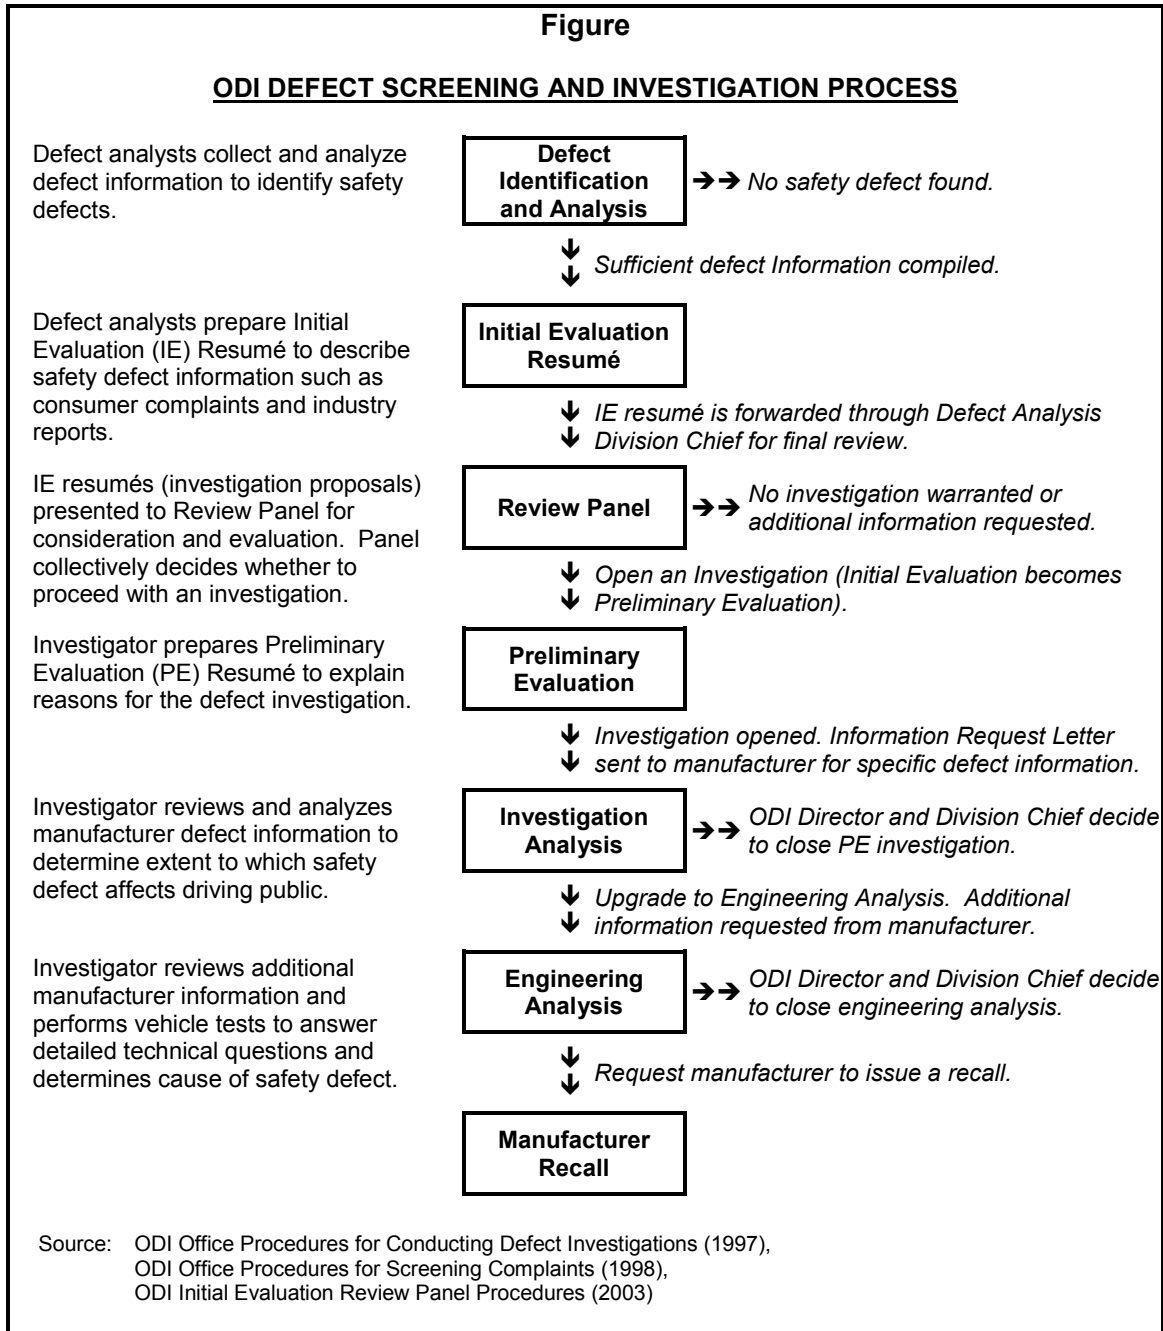 Figure
ODI DEFECT SCREENING AND INVESTIGATION PROCESS
Defect analysts collect and analyze
defect information to identify safety
defects.
Defect
Identification
and Analysis
➔➔ No safety defect found.
Sufficient defect Information compiled.
Defect analysts prepare Initial
Evaluation (IE) Resumé to describe
safety defect information such as
consumer complaints and industry
reports.
Initial Evaluation
Resumé
IE resumé is forwarded through Defect Analysis
Division Chief for final review.
IE resumés (investigation proposals)
presented to Review Panel for
consideration and evaluation.  Panel
collectively decides whether to
proceed with an investigation.
Review Panel
➔➔ No investigation warranted or
additional information requested.
Open an Investigation (Initial Evaluation becomes
Preliminary Evaluation).
Investigator prepares Preliminary
Evaluation (PE) Resumé to explain
reasons for the defect investigation.
Preliminary
Evaluation
Investigation opened. Information Request Letter
sent to manufacturer for specific defect information.
Investigator reviews and analyzes
manufacturer defect information to
determine extent to which safety
defect affects driving public.
Investigation
Analysis
➔➔ ODI Director and Division Chief decide
to close PE investigation.
Upgrade to Engineering Analysis.  Additional
information requested from manufacturer.
Investigator reviews additional
manufacturer information and
performs vehicle tests to answer
detailed technical questions and
determines cause of safety defect.
Engineering
Analysis
➔➔ ODI Director and Division Chief decide
to close engineering analysis.
Request manufacturer to issue a recall.
Manufacturer
Recall
Source: ODI Office Procedures for Conducting Defect Investigations (1997),
ODI Office Procedures for Screening Complaints (1998),
ODI Initial Evaluation Review Panel Procedures (2003)